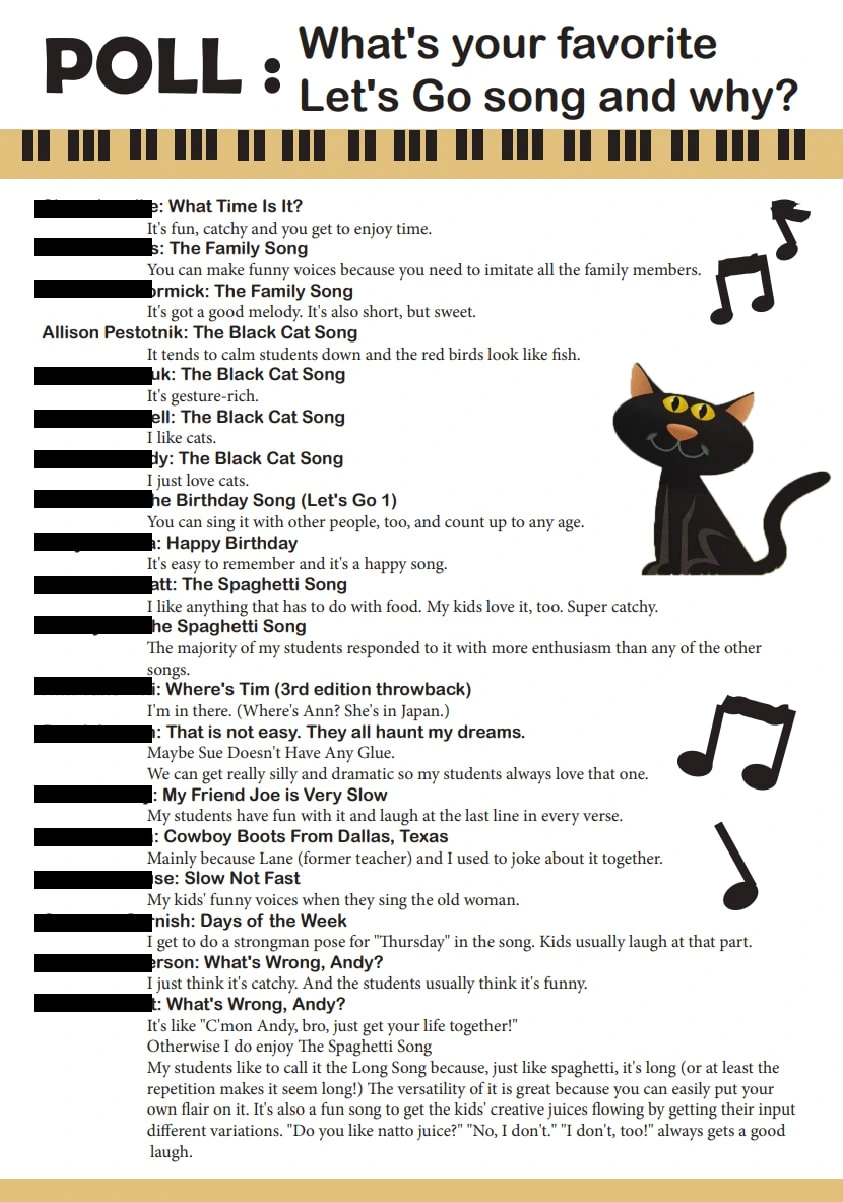 POLL:
What's your favorite
Let's Go song and why?
e: What Time Is It?
It's fun, catchy and you get to enjoy time.
s: The Family Song
You can make funny voices because you need to imitate all the family members.
ormick: The Family Song
It's got a good melody. It's also short, but sweet.
Allison Pestotnik: The Black Cat Song
It tends to calm students down and the red birds look like fish.
uk: The Black Cat Song
It's gesture-rich.
ell: The Black Cat Song
I like cats.
dy: The Black Cat Song
I just love cats.
he Birthday Song (Let's Go 1)
You can sing it with other people, too, and count up to any age.
a: Happy Birthday
It's easy to remember and it's a happy song.
att: The Spaghetti Song
I like anything that has to do with food. My kids love it, too. Super catchy.
he Spaghetti Song
The majority of my students responded to it with more enthusiasm than any of the other
songs.
i: Where's Tim (3rd edition throwback)
I'm in there. (Where's Ann? She's in Japan.)
: That is not easy. They all haunt my dreams.
Maybe Sue Doesn't Have Any Glue.
We can get really silly and dramatic so my students always love that one.
: My Friend Joe is Very Slow
My students have fun with it and laugh at the last line in every verse.
: Cowboy Boots From Dallas, Texas
Mainly because Lane (former teacher) and I used to joke about it together.
se: Slow Not Fast
My kids' funny voices when they sing the old woman.
rnish: Days of the Week
I get to do a strongman pose for "Thursday" in the song. Kids usually laugh at that part.
erson: What's Wrong, Andy?
I just think it's catchy. And the students usually think it's funny.
t: What's Wrong, Andy?
It's like "C'mon Andy, bro, just get your life together!"
Otherwise I do enjoy The Spaghetti Song
My students like to call it the Long Song because, just like spaghetti, it's long (or at least the
repetition makes it seem long!) The versatility of it is great because you can easily put your
own flair on it. It's also a fun song to get the kids' creative juices flowing by getting their input
different variations. "Do you like natto juice?" "No, I don't." "I don't, too!" always gets a good
laugh.